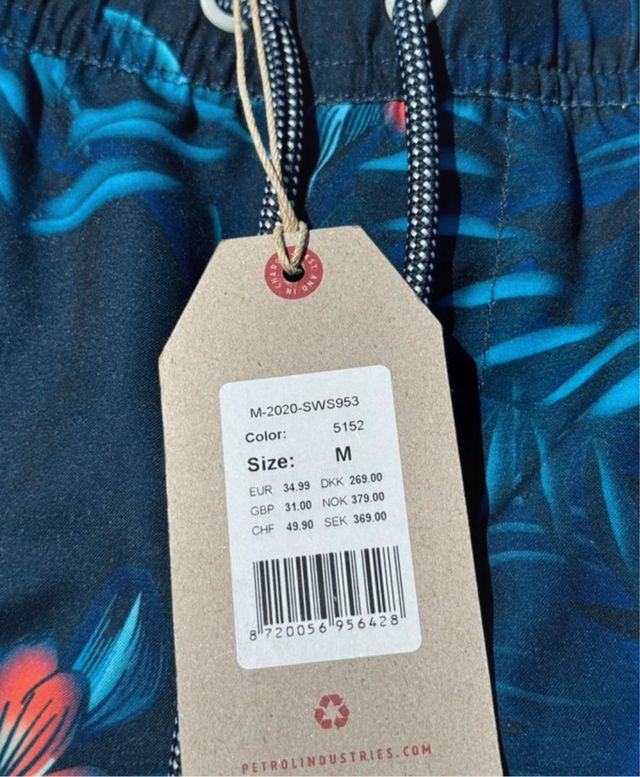 M-2020-SWS953
Color: 5152
Size: M
EUR 34.99 DKK 269.00
GBP 31.00 NOK 379.00
CHF 49.90 SEK 369.00
8 720056 956428
PETROLINDUSTRIES.COM